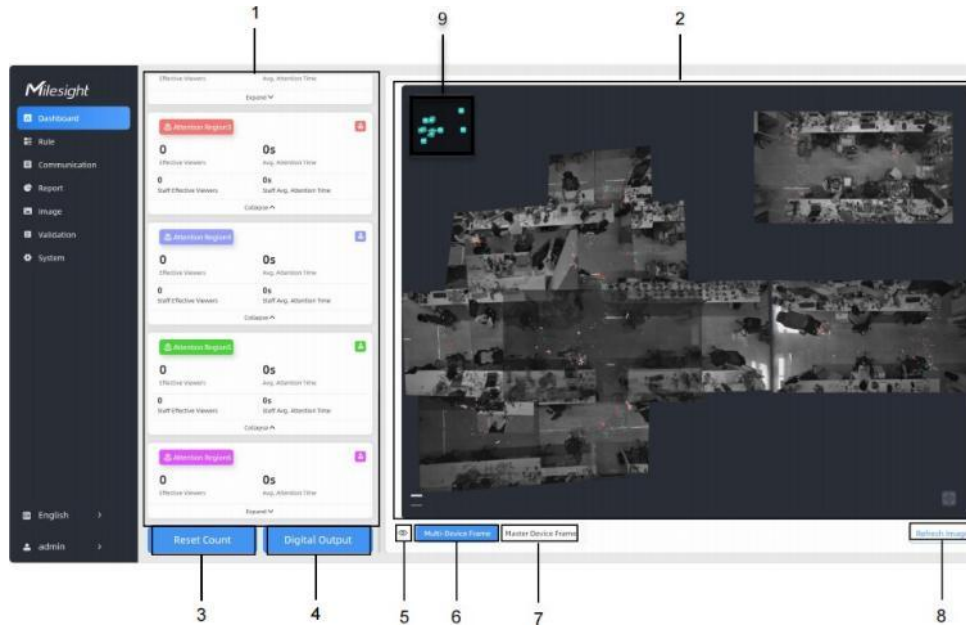 1
9
2
Milesight
Dashboard
Rule
Communication
Report
Image
Validation
System
English
admin
Effective Viewers Avg. Attention Time
Expand
Attention Region3
0 0s
Effective Viewers Avg. Attention Time
0 0s
Staff Effective Viewers Staff Avg. Attention Time
Collapse
Attention Region4
0 0s
Effective Viewers Avg. Attention Time
0 0s
Staff Effective Viewers Staff Avg. Attention Time
Collapse
Attention Region5
0 0s
Effective Viewers Avg. Attention Time
0 0s
Staff Effective Viewers Staff Avg. Attention Time
Collapse
Attention Region6
0 0s
Effective Viewers Avg. Attention Time
Expand
Reset Count Digital Output
Multi-Device Frame Master Device Frame Refresh Image
3 4 5 6 7 8